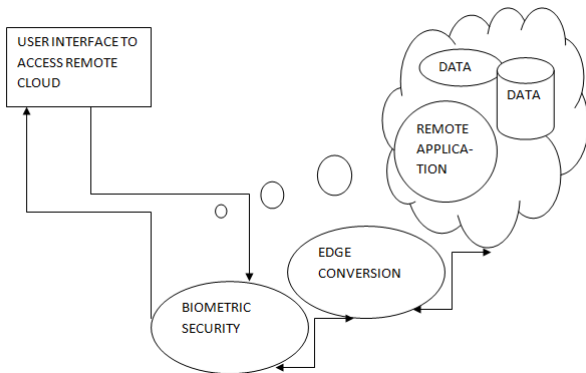 USER INTERFACE TO
ACCESS REMOTE
CLOUD
DATA
DATA
REMOTE
APPLICA-
TION
EDGE
CONVERSION
BIOMETRIC
SECURITY